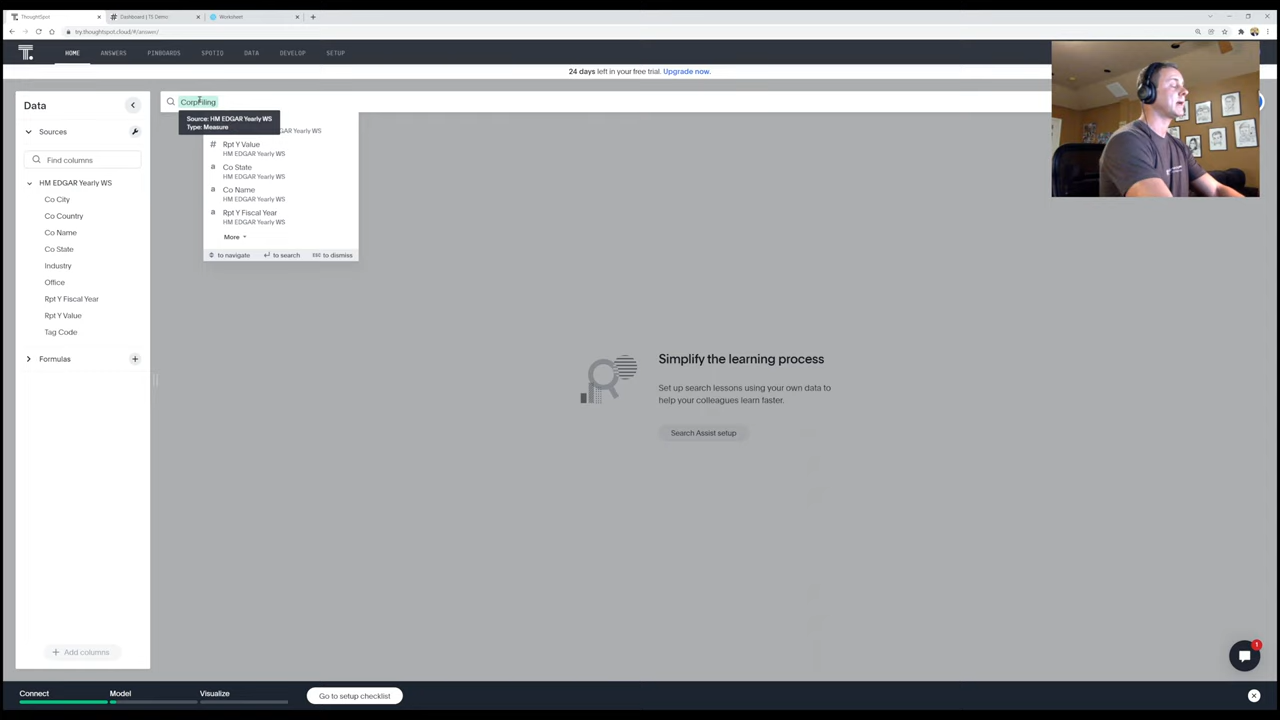 ThoughtSpot
Dashboard | TS Demo
Worksheet
try.thoughtspot.cloud/#/answer/
T.
HOME
ANSWERS
PINBOARDS
SPOTIQ
DATA
DEVELOP
SETUP
24 days left in your free trial. Upgrade now.
Data
Sources
Find columns
HM EDGAR Yearly WS
Co City
Co Country
Co Name
Co State
Industry
Office
Rpt Y Fiscal Year
Rpt Y Value
Tag Code
Formulas
Add columns
Source: HM EDGAR Yearly WS
Type: Measure
GAR Yearly WS
# Rpt Y Value
HM EDGAR Yearly WS
a Co State
HM EDGAR Yearly WS
a Co Name
HM EDGAR Yearly WS
a Rpt Y Fiscal Year
HM EDGAR Yearly WS
More
to navigate
to search
ESC to dismiss
Simplify the learning process
Set up search lessons using your own data to
help your colleagues learn faster.
Search Assist setup
1
Connect
Model
Visualize
Go to setup checklist